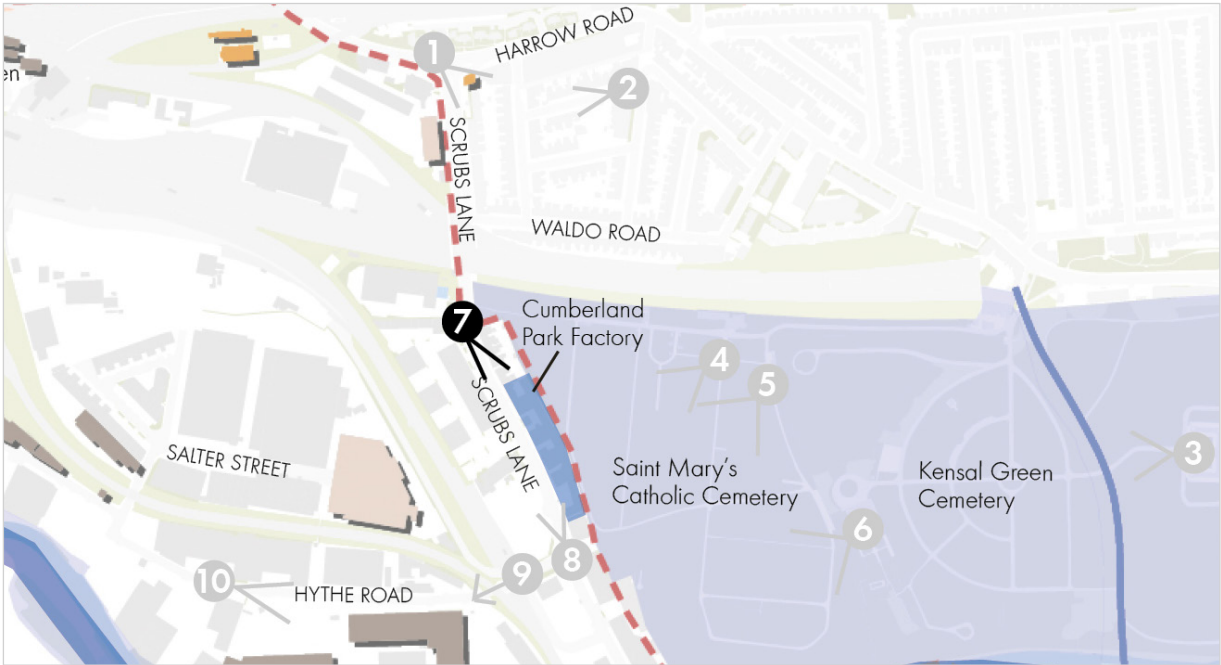 HARROW ROAD
1
2
en
SCRUBS LANE
WALDO ROAD
7
Cumberland
Park Factory
4
5
SCRUBS LANE
SALTER STREET
Saint Mary's
Catholic Cemetery
Kensal Green
Cemetery
3
6
8
9
10
HYTHE ROAD